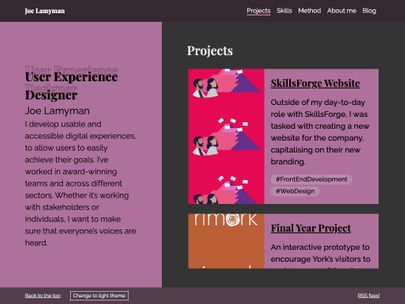 Joe Lamyman
Projects Skills Method About me Blog
User Experience
Designer
Joe Lamyman
I develop usable and
accessible digital experiences,
to allow users to easily
achieve their goals. I've
worked in award-winning
teams and across different
sectors. Whether it's working
with stakeholders or
individuals, I want to make
sure that everyone's voices are
heard.
Projects
SkillsForge Website
Outside of my day-to-day
role with SkillsForge, I was
tasked with creating a new
website for the company,
capitalising on their new
branding.
#FrontEndDevelopment
#WebDesign
Final Year Project
An interactive prototype to
encourage York's visitors to
Back to the top Change to light theme RSS feed